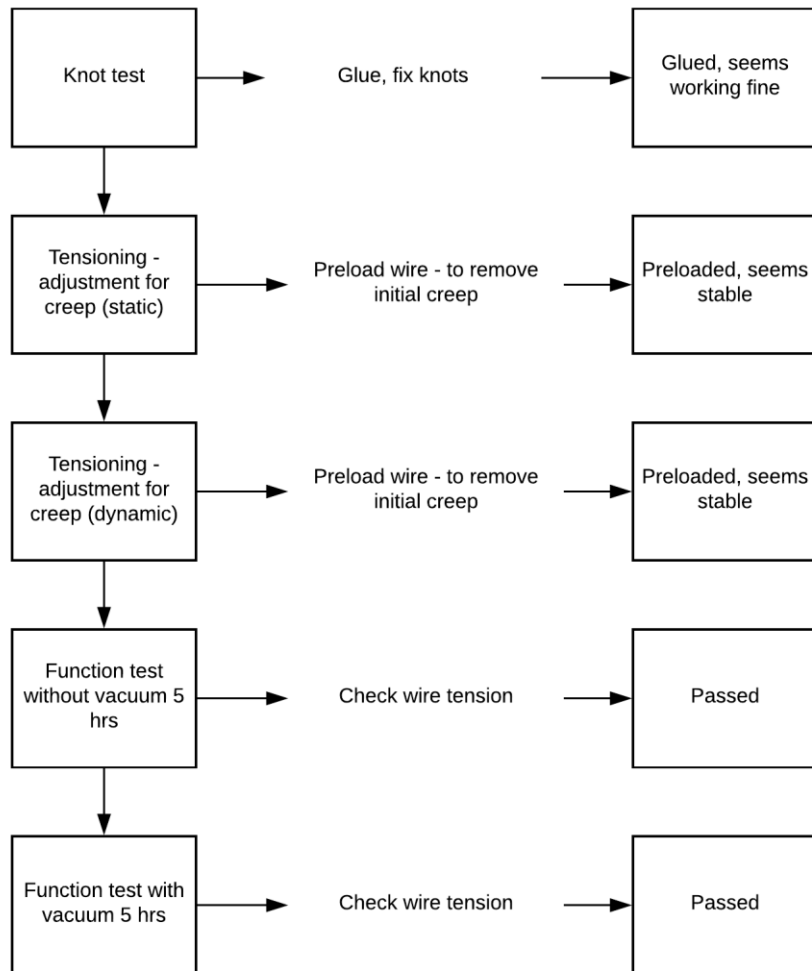 Knot test
Glue, fix knots
Glued, seems
working fine
Tensioning -
adjustment for
creep (static)
Preload wire - to remove
initial creep
Preloaded, seems
stable
Tensioning -
adjustment for
creep (dynamic)
Preload wire - to remove
initial creep
Preloaded, seems
stable
Function test
without vacuum 5
hrs
Check wire tension
Passed
Function test with
vacuum 5 hrs
Check wire tension
Passed